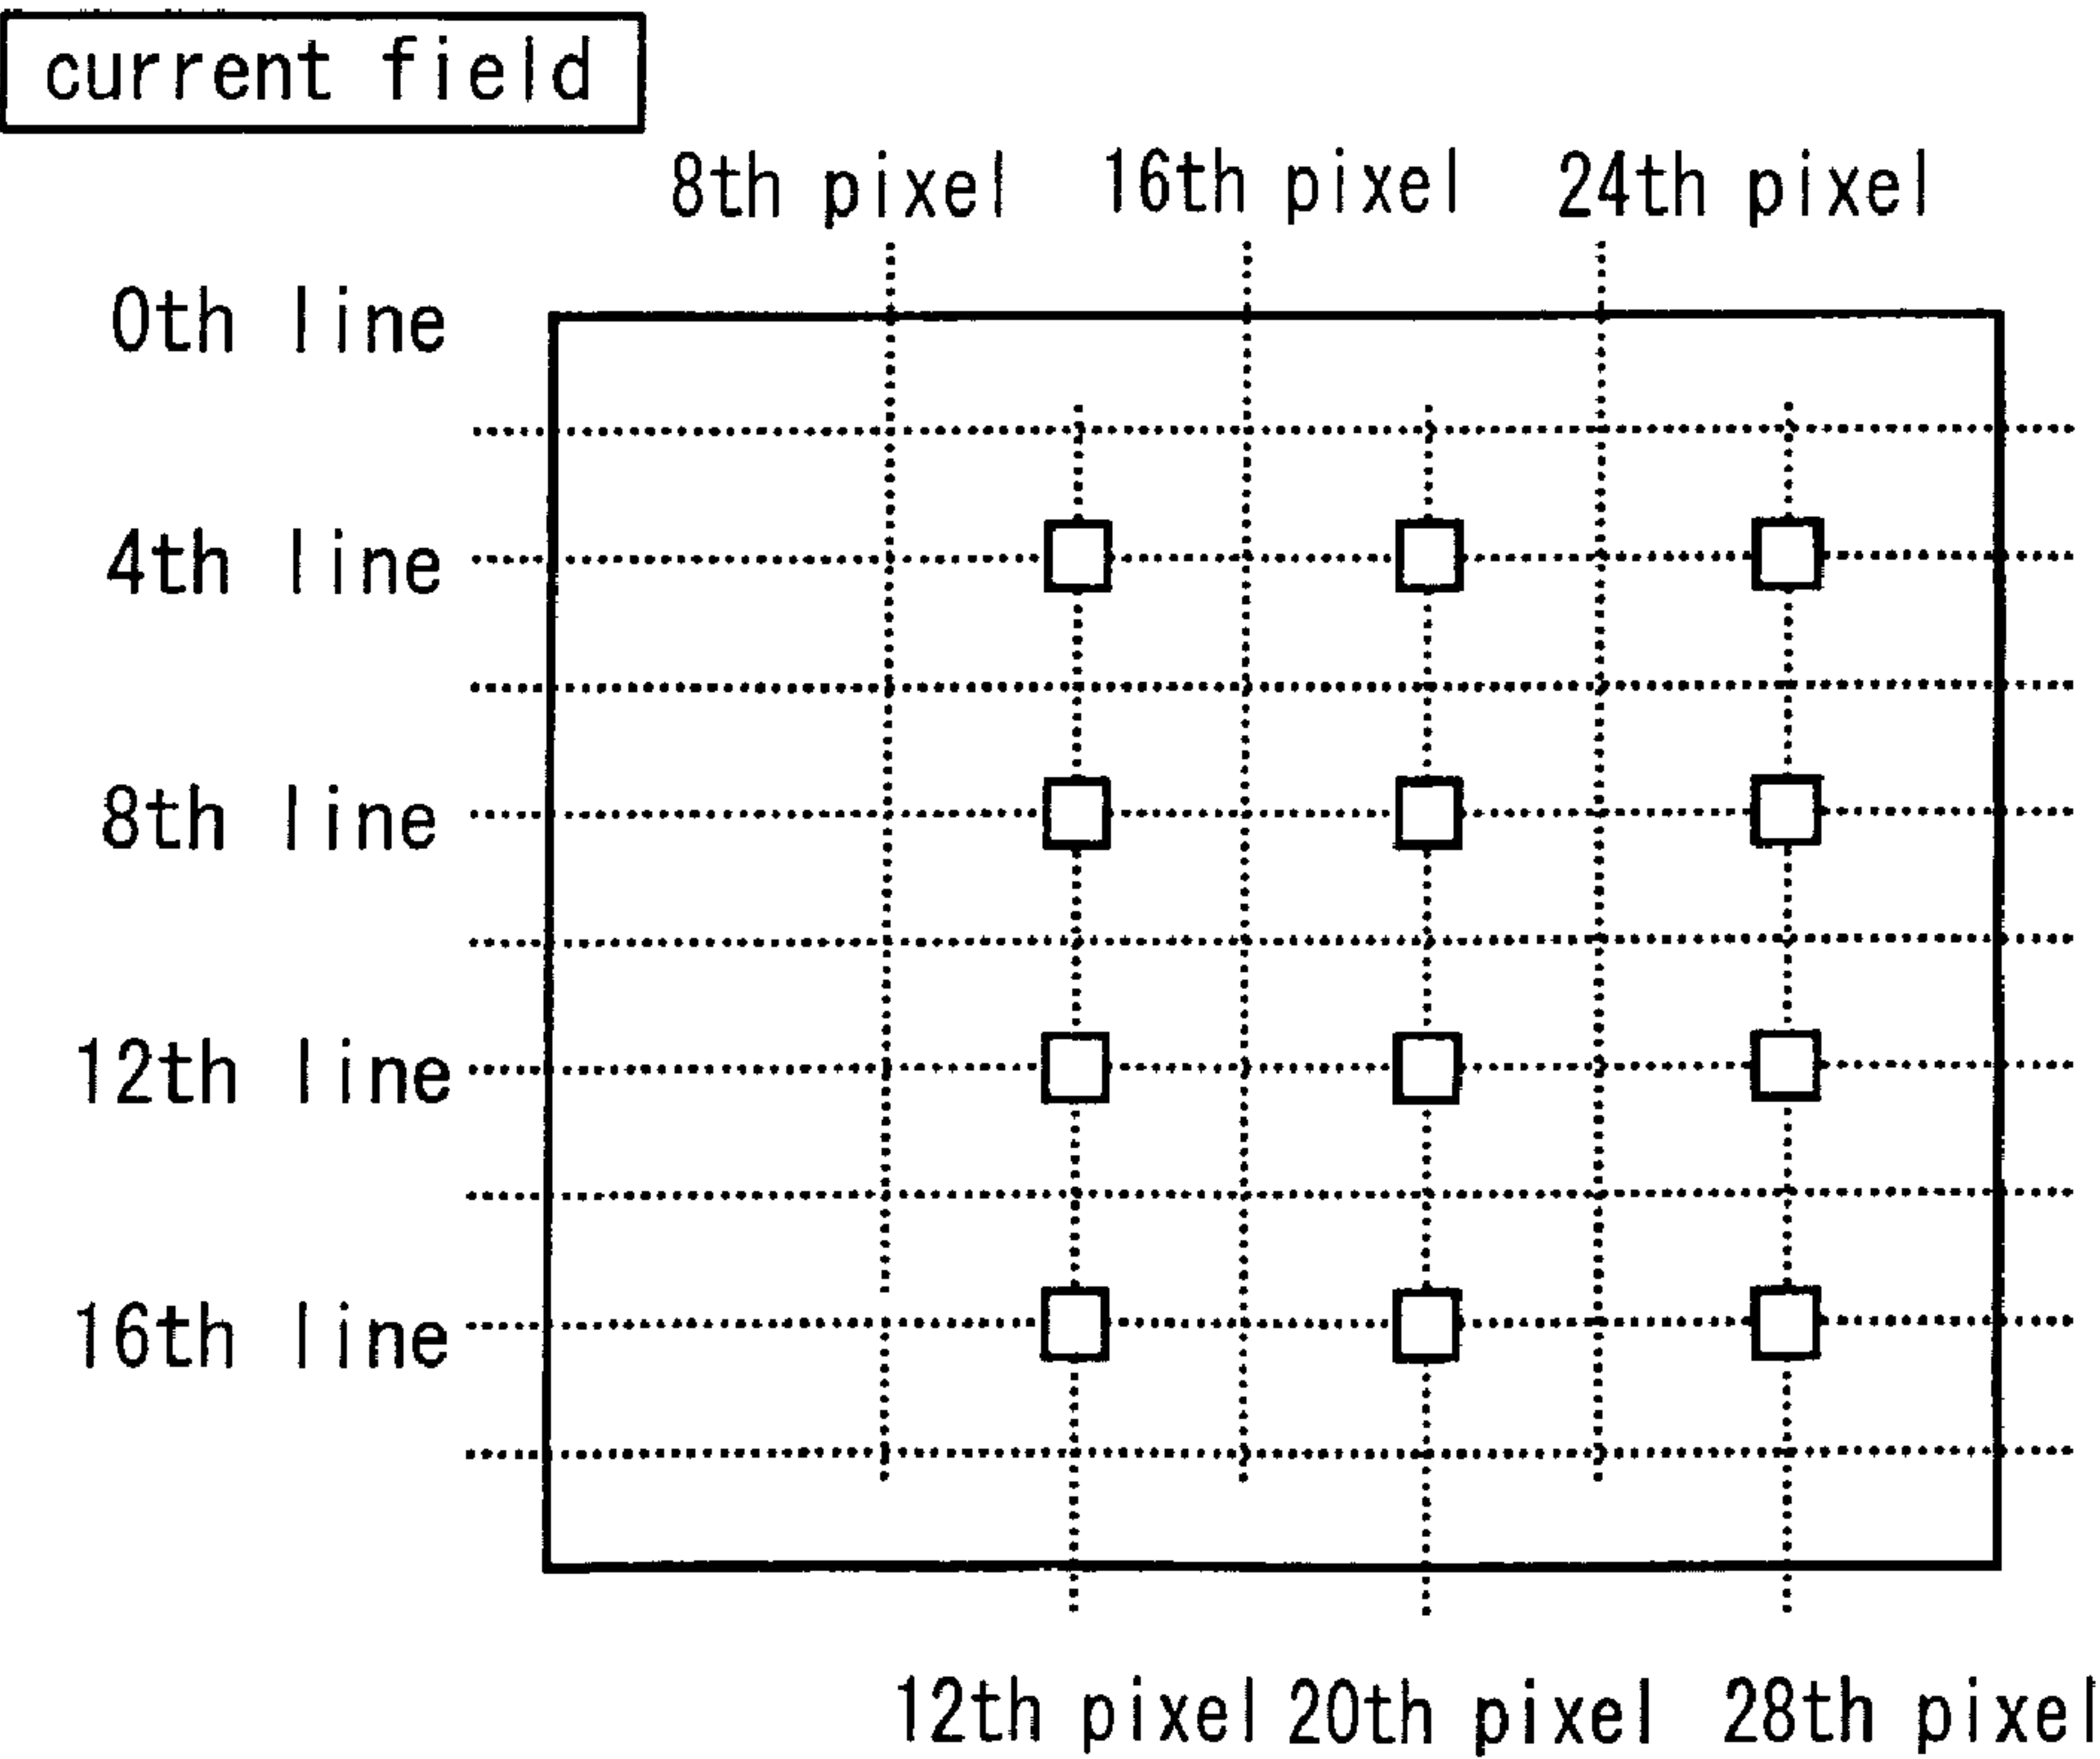 current field
8th pixel 16th pixel 24th pixel
0th line
4th line
8th line
12th line
16th line
12th pixel 20th pixel 28th pixel